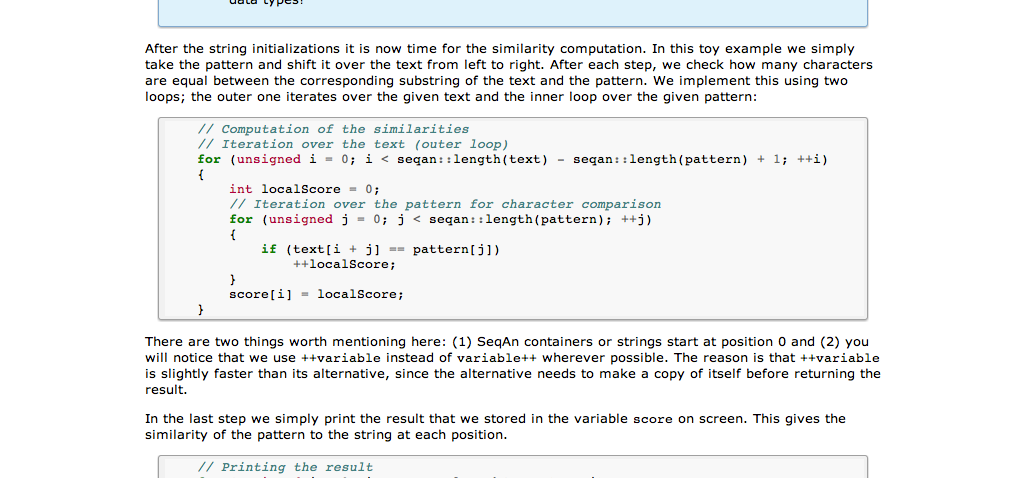 data types!
After the string initializations it is now time for the similarity computation. In this toy example we simply
take the pattern and shift it over the text from left to right. After each step, we check how many characters
are equal between the corresponding substring of the text and the pattern. We implement this using two
loops; the outer one iterates over the given text and the inner loop over the given pattern:
// Computation of the similarities
// Iteration over the text (outer loop)
for (unsigned i = 0; i < seqan::length(text) - seqan::length(pattern) + 1; ++i)
{
int localScore = 0;
// Iteration over the pattern for character comparison
for (unsigned j = 0; j < seqan::length(pattern); ++j)
{
if (text[i + j] == pattern[j])
++localScore;
}
score[i] = localScore;
}
There are two things worth mentioning here: (1) SeqAn containers or strings start at position 0 and (2) you
will notice that we use ++variable instead of variable++ wherever possible. The reason is that ++variable
is slightly faster than its alternative, since the alternative needs to make a copy of itself before returning the
result.
In the last step we simply print the result that we stored in the variable score on screen. This gives the
similarity of the pattern to the string at each position.
// Printing the result